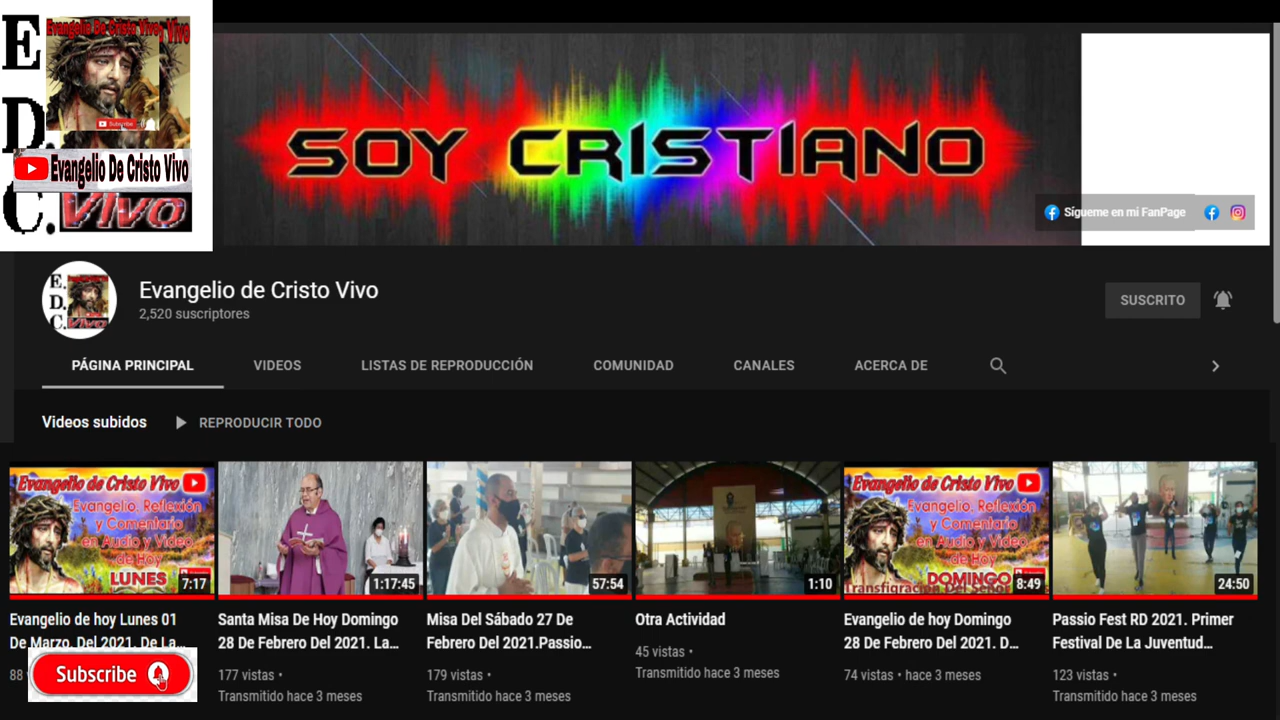 E
D.
C. Vivo
Evangelio De Cristo Vivo
Vivo
Subscribe
Evangelio De Cristo Vivo
SOY CRISTIANO
Sígueme en mi FanPage
E.
D.
C. Vivo
Evangelio de Cristo Vivo
2,520 suscriptores
SUSCRITO
PÁGINA PRINCIPAL
VIDEOS
LISTAS DE REPRODUCCIÓN
COMUNIDAD
CANALES
ACERCA DE
Videos subidos
REPRODUCIR TODO
Evangelio de Cristo Vivo
Evangelio, Reflexión
y Comentario
en Audio y Video
de Hoy
LUNES
7:17
Evangelio de hoy Lunes 01
De Marzo, Del 2021. De La...
88
Subscribe
1:17:45
Santa Misa De Hoy Domingo
28 De Febrero Del 2021. La...
177 vistas •
Transmitido hace 3 meses
57:54
Misa Del Sábado 27 De
Febrero Del 2021.Passio...
179 vistas •
Transmitido hace 3 meses
1:10
Otra Actividad
45 vistas •
Transmitido hace 3 meses
Evangelio de Cristo Vivo
Evangelio, Reflexión
y Comentario
en Audio y Video
de Hoy
DOMINGO
8:49
Evangelio de hoy Domingo
28 De Febrero Del 2021. D...
74 vistas • hace 3 meses
24:50
Passio Fest RD 2021. Primer
Festival De La Juventud...
123 vistas •
Transmitido hace 3 meses